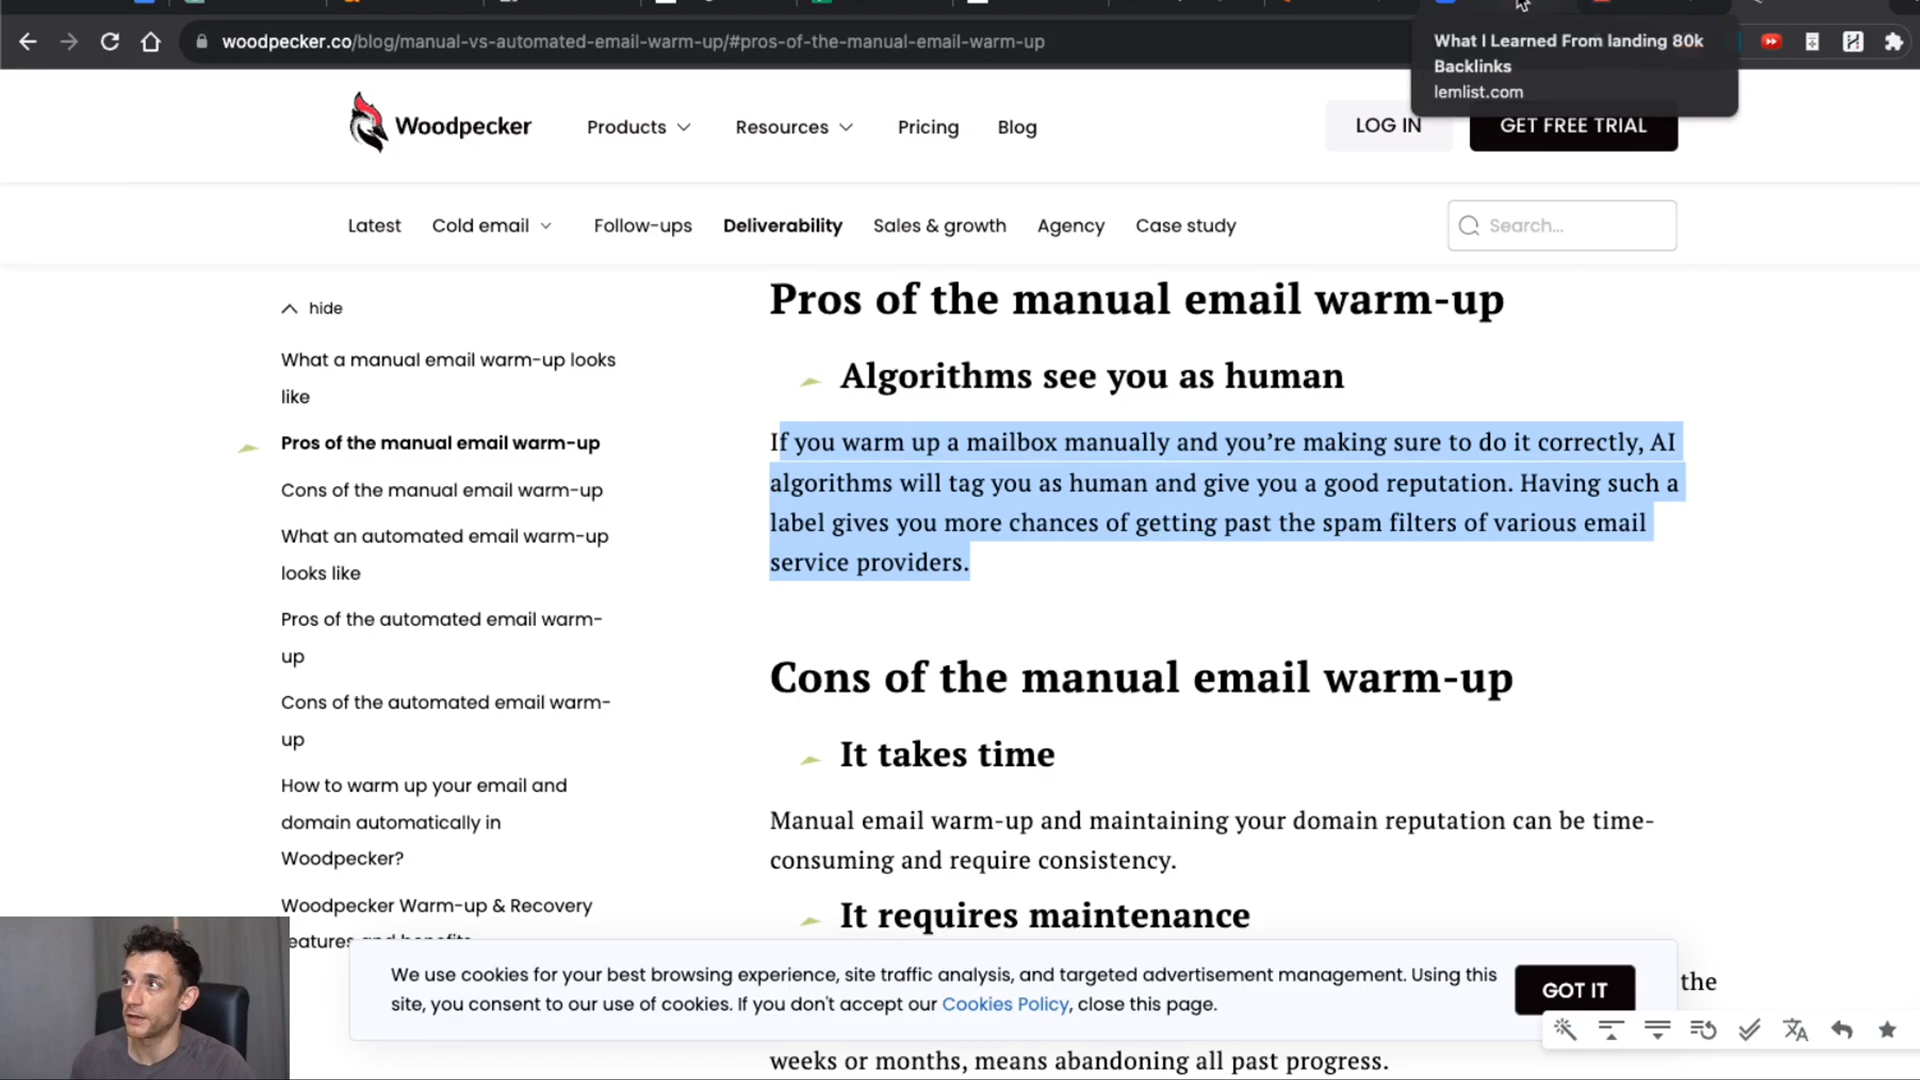 woodpecker.co/blog/manual-vs-automated-email-warm-up/#pros-of-the-manual-email-warm-up
What I Learned From landing 80k
Backlinks
lemlist.com
Woodpecker
Products
Resources
Pricing
Blog
LOG IN
GET FREE TRIAL
Latest
Cold email
Follow-ups
Deliverability
Sales & growth
Agency
Case study
Search...
hide
What a manual email warm-up looks
like
Pros of the manual email warm-up
Cons of the manual email warm-up
What an automated email warm-up
looks like
Pros of the automated email warm-
up
Cons of the automated email warm-
up
How to warm up your email and
domain automatically in
Woodpecker?
Woodpecker Warm-up & Recovery
features and benefits
Pros of the manual email warm-up
Algorithms see you as human
If you warm up a mailbox manually and you’re making sure to do it correctly, AI
algorithms will tag you as human and give you a good reputation. Having such a
label gives you more chances of getting past the spam filters of various email
service providers.
Cons of the manual email warm-up
It takes time
Manual email warm-up and maintaining your domain reputation can be time-
consuming and require consistency.
It requires maintenance
the
weeks or months, means abandoning all past progress.
We use cookies for your best browsing experience, site traffic analysis, and targeted advertisement management. Using this
site, you consent to our use of cookies. If you don't accept our Cookies Policy, close this page.
GOT IT